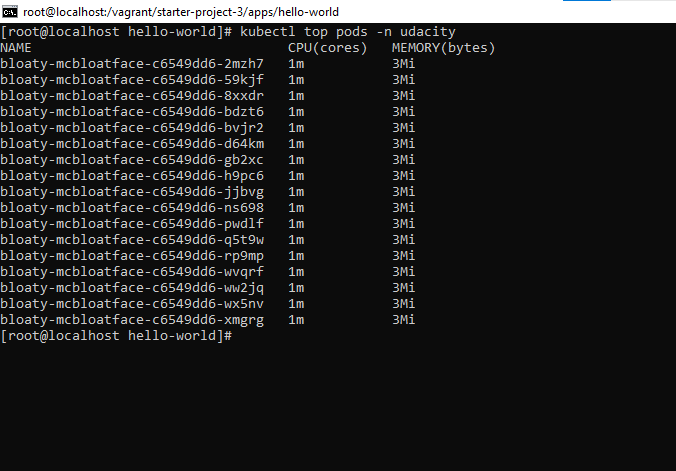 root@localhost:/vagrant/starter-project-3/apps/hello-world
[root@localhost hello-world]# kubectl top pods -n udacity
NAME CPU(cores) MEMORY(bytes)
bloaty-mcbloatface-c6549dd6-2mzh7 1m 3Mi
bloaty-mcbloatface-c6549dd6-59kjf 1m 3Mi
bloaty-mcbloatface-c6549dd6-8xxdr 1m 3Mi
bloaty-mcbloatface-c6549dd6-bdzt6 1m 3Mi
bloaty-mcbloatface-c6549dd6-bvjr2 1m 3Mi
bloaty-mcbloatface-c6549dd6-d64km 1m 3Mi
bloaty-mcbloatface-c6549dd6-gb2xc 1m 3Mi
bloaty-mcbloatface-c6549dd6-h9pc6 1m 3Mi
bloaty-mcbloatface-c6549dd6-jjbvg 1m 3Mi
bloaty-mcbloatface-c6549dd6-ns698 1m 3Mi
bloaty-mcbloatface-c6549dd6-pwdlf 1m 3Mi
bloaty-mcbloatface-c6549dd6-q5t9w 1m 3Mi
bloaty-mcbloatface-c6549dd6-rp9mp 1m 3Mi
bloaty-mcbloatface-c6549dd6-wvqrf 1m 3Mi
bloaty-mcbloatface-c6549dd6-ww2jq 1m 3Mi
bloaty-mcbloatface-c6549dd6-wx5nv 1m 3Mi
bloaty-mcbloatface-c6549dd6-xmgrg 1m 3Mi
[root@localhost hello-world]#